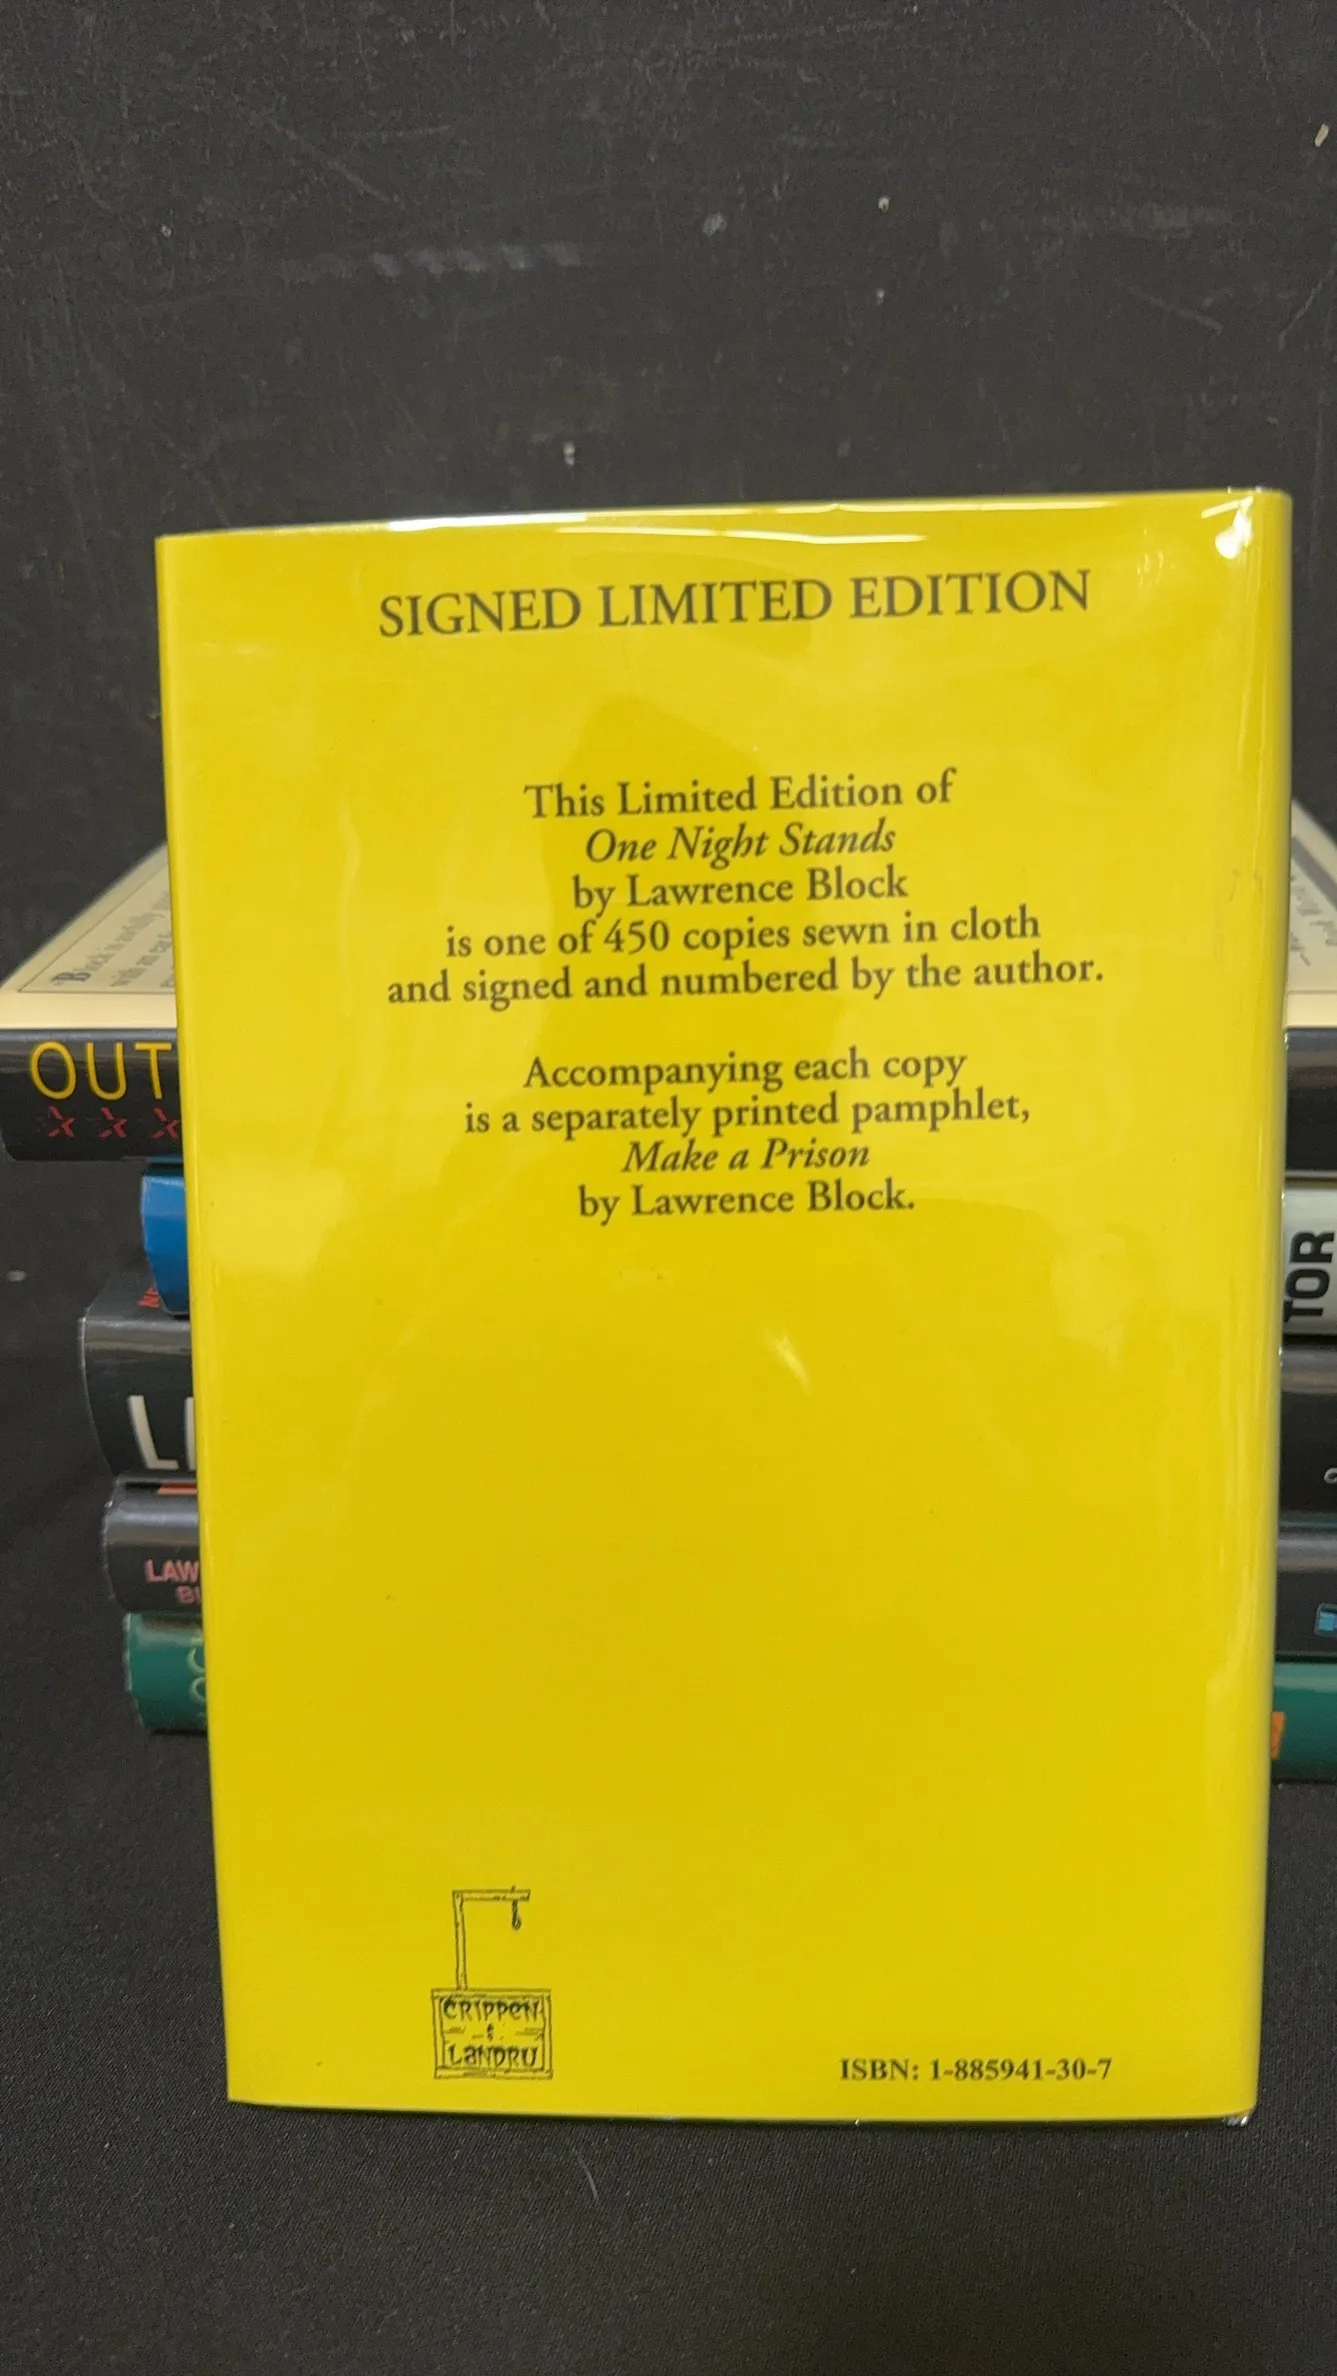 SIGNED LIMITED EDITION
This Limited Edition of
One Night Stands
by Lawrence Block
is one of 450 copies sewn in cloth
and signed and numbered by the author.
Accompanying each copy
is a separately printed pamphlet,
Make a Prison
by Lawrence Block.
CRIPPEN
&
LANDRU
ISBN: 1-885941-30-7
OUT
TOR
LAW